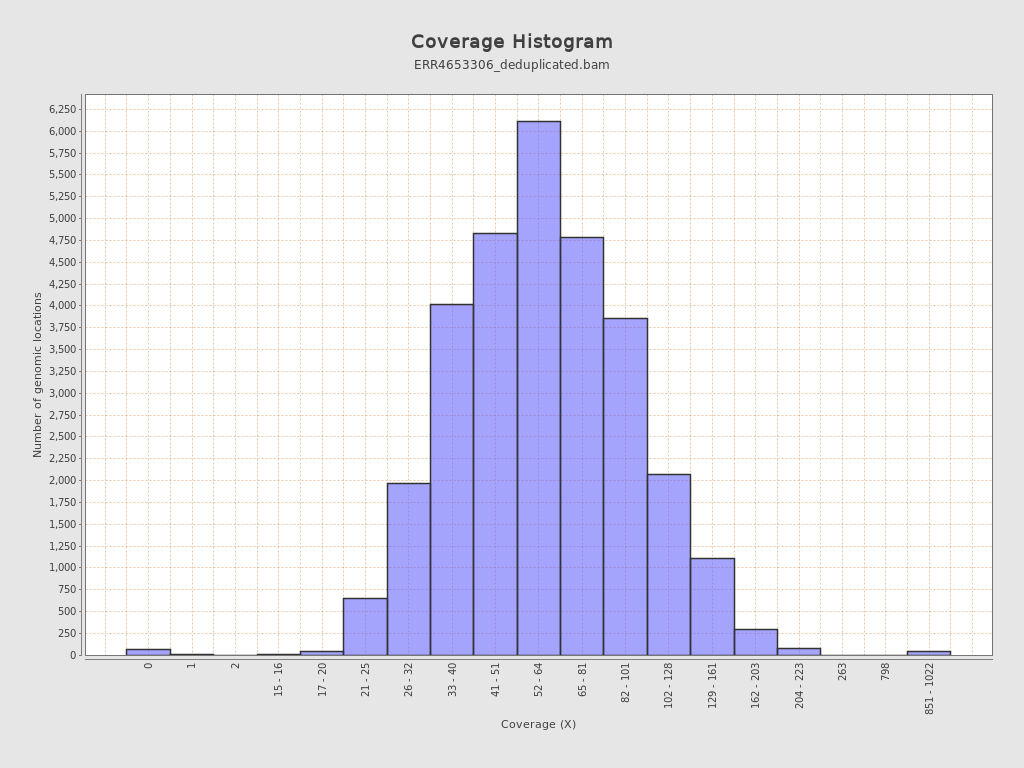 Coverage Histogram
ERR4653306_deduplicated.bam
Number of genomic locations
6,250
6,000
5,750
5,500
5,250
5,000
4,750
4,500
4,250
4,000
3,750
3,500
3,250
3,000
2,750
2,500
2,250
2,000
1,750
1,500
1,250
1,000
750
500
250
0
0
1
2
15 - 16
17 - 20
21 - 25
26 - 32
33 - 40
41 - 51
52 - 64
65 - 81
82 - 101
102 - 128
129 - 161
162 - 203
204 - 223
263
798
851 - 1022
Coverage (X)